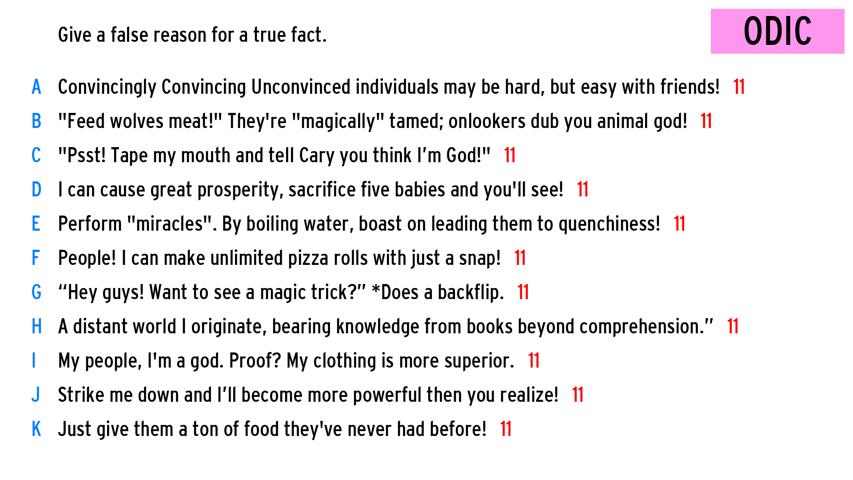 Give a false reason for a true fact.
ODIC
A Convincingly Convincing Unconvinced individuals may be hard, but easy with friends! 11
B "Feed wolves meat!" They're "magically" tamed; onlookers dub you animal god! 11
C "Psst! Tape my mouth and tell Cary you think I'm God!" 11
D I can cause great prosperity, sacrifice five babies and you'll see! 11
E Perform "miracles". By boiling water, boast on leading them to quenchiness! 11
F People! I can make unlimited pizza rolls with just a snap! 11
G “Hey guys! Want to see a magic trick?” *Does a backflip. 11
H A distant world I originate, bearing knowledge from books beyond comprehension.” 11
I My people, I'm a god. Proof? My clothing is more superior. 11
J Strike me down and I’ll become more powerful then you realize! 11
K Just give them a ton of food they've never had before! 11